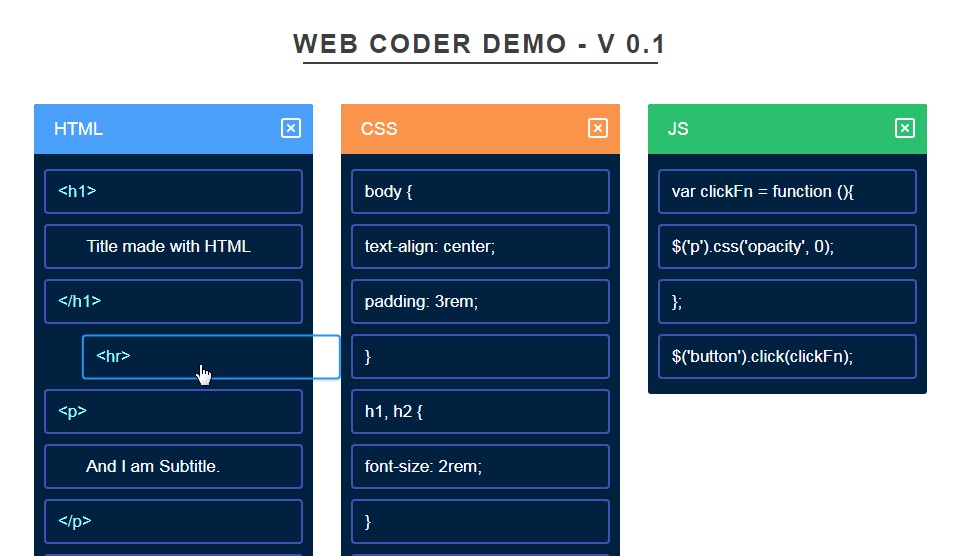 WEB CODER DEMO - V 0.1
HTML
<h1>
Title made with HTML
</h1>
<hr>
<p>
And I am Subtitle.
</p>
CSS
body {
text-align: center;
padding: 3rem;
}
h1, h2 {
font-size: 2rem;
}
JS
var clickFn = function (){
$('p').css('opacity', 0);
};
$('button').click(clickFn);